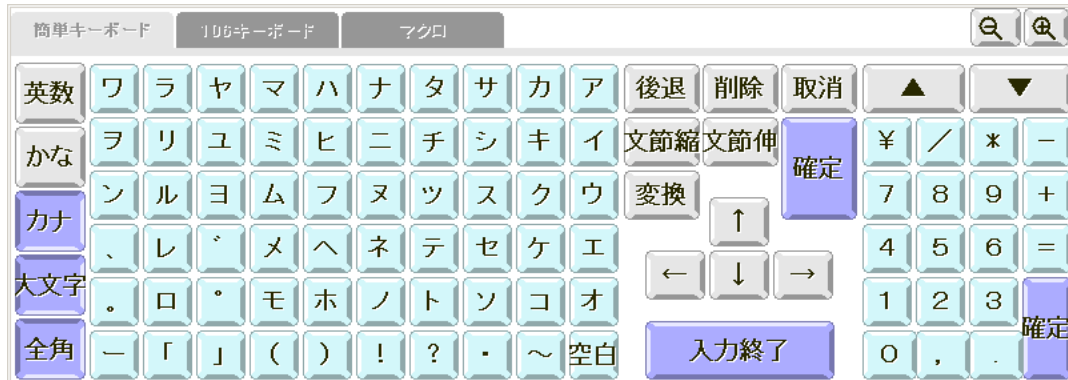 簡単キーボード 106キーボード マクロ
英数 ワ ラ ヤ マ ハ ナ タ サ カ ア 後退 削除 取消 ▲ ▼
かな ヲ リ ユ ミ ヒ ニ チ シ キ イ 文節縮 文節伸 確定 ¥ / * −
カナ ン ル ヨ ム フ ヌ ツ ス ク ウ 変換 ↑ 7 8 9 +
大文字 、 レ ゛ メ ヘ ネ テ セ ケ エ ← ↓ → 4 5 6 =
。 ロ ゜ モ ホ ノ ト ソ コ オ 1 2 3 確定
全角 ー 「 」 ( ) ! ? ・ ～ 空白 入力終了 0 , .